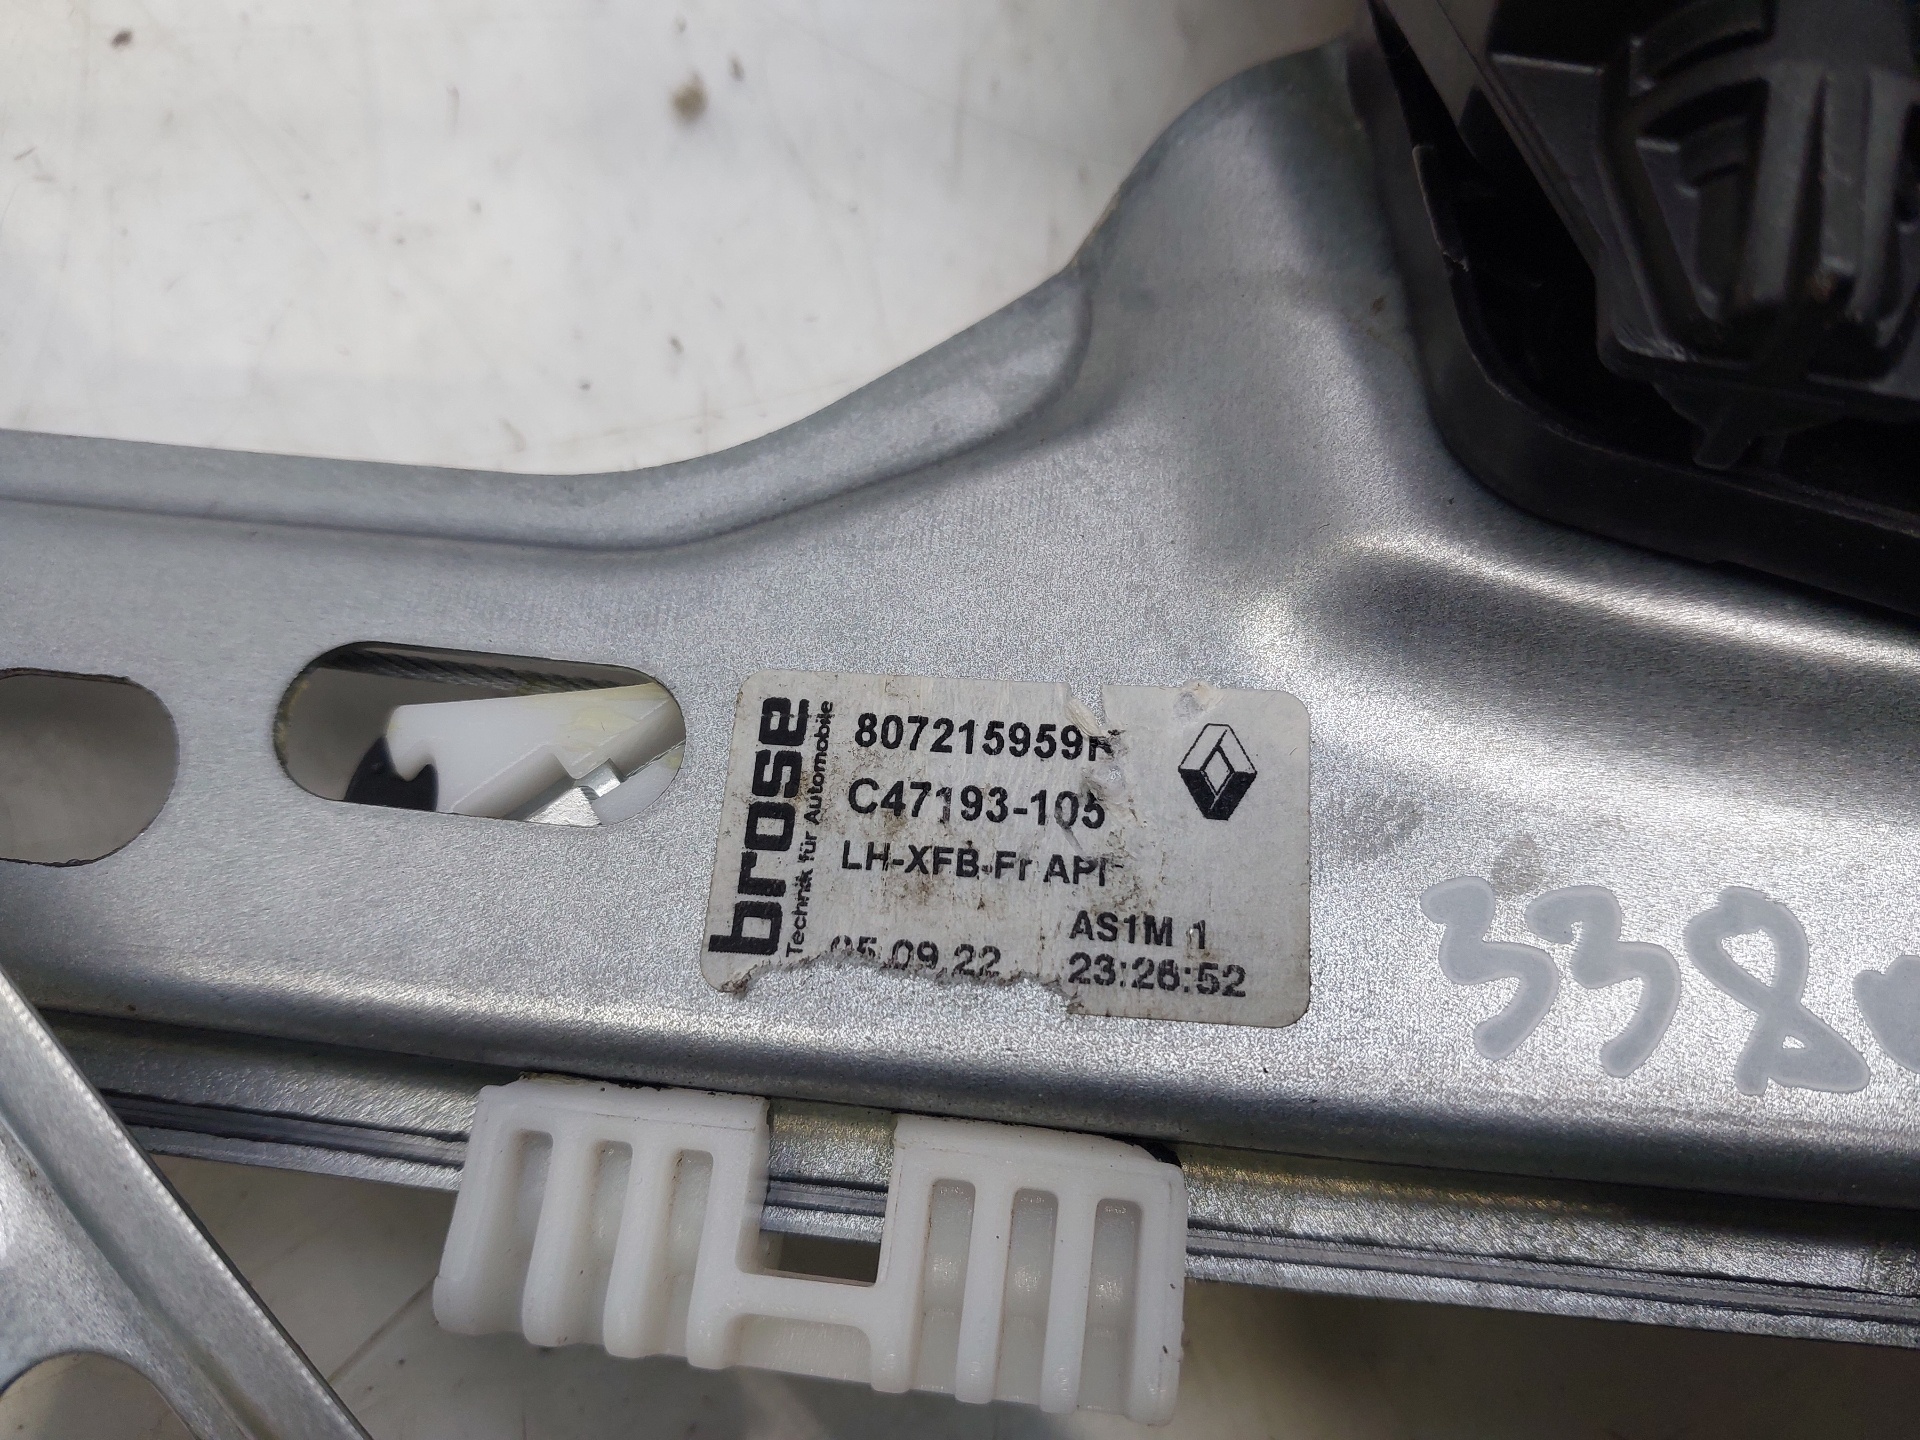 brose
Technik für Automobile
807215959R
C47193-105
LH-XFB-Fr API
AS1M 1
05.09.22
23:26:52
338